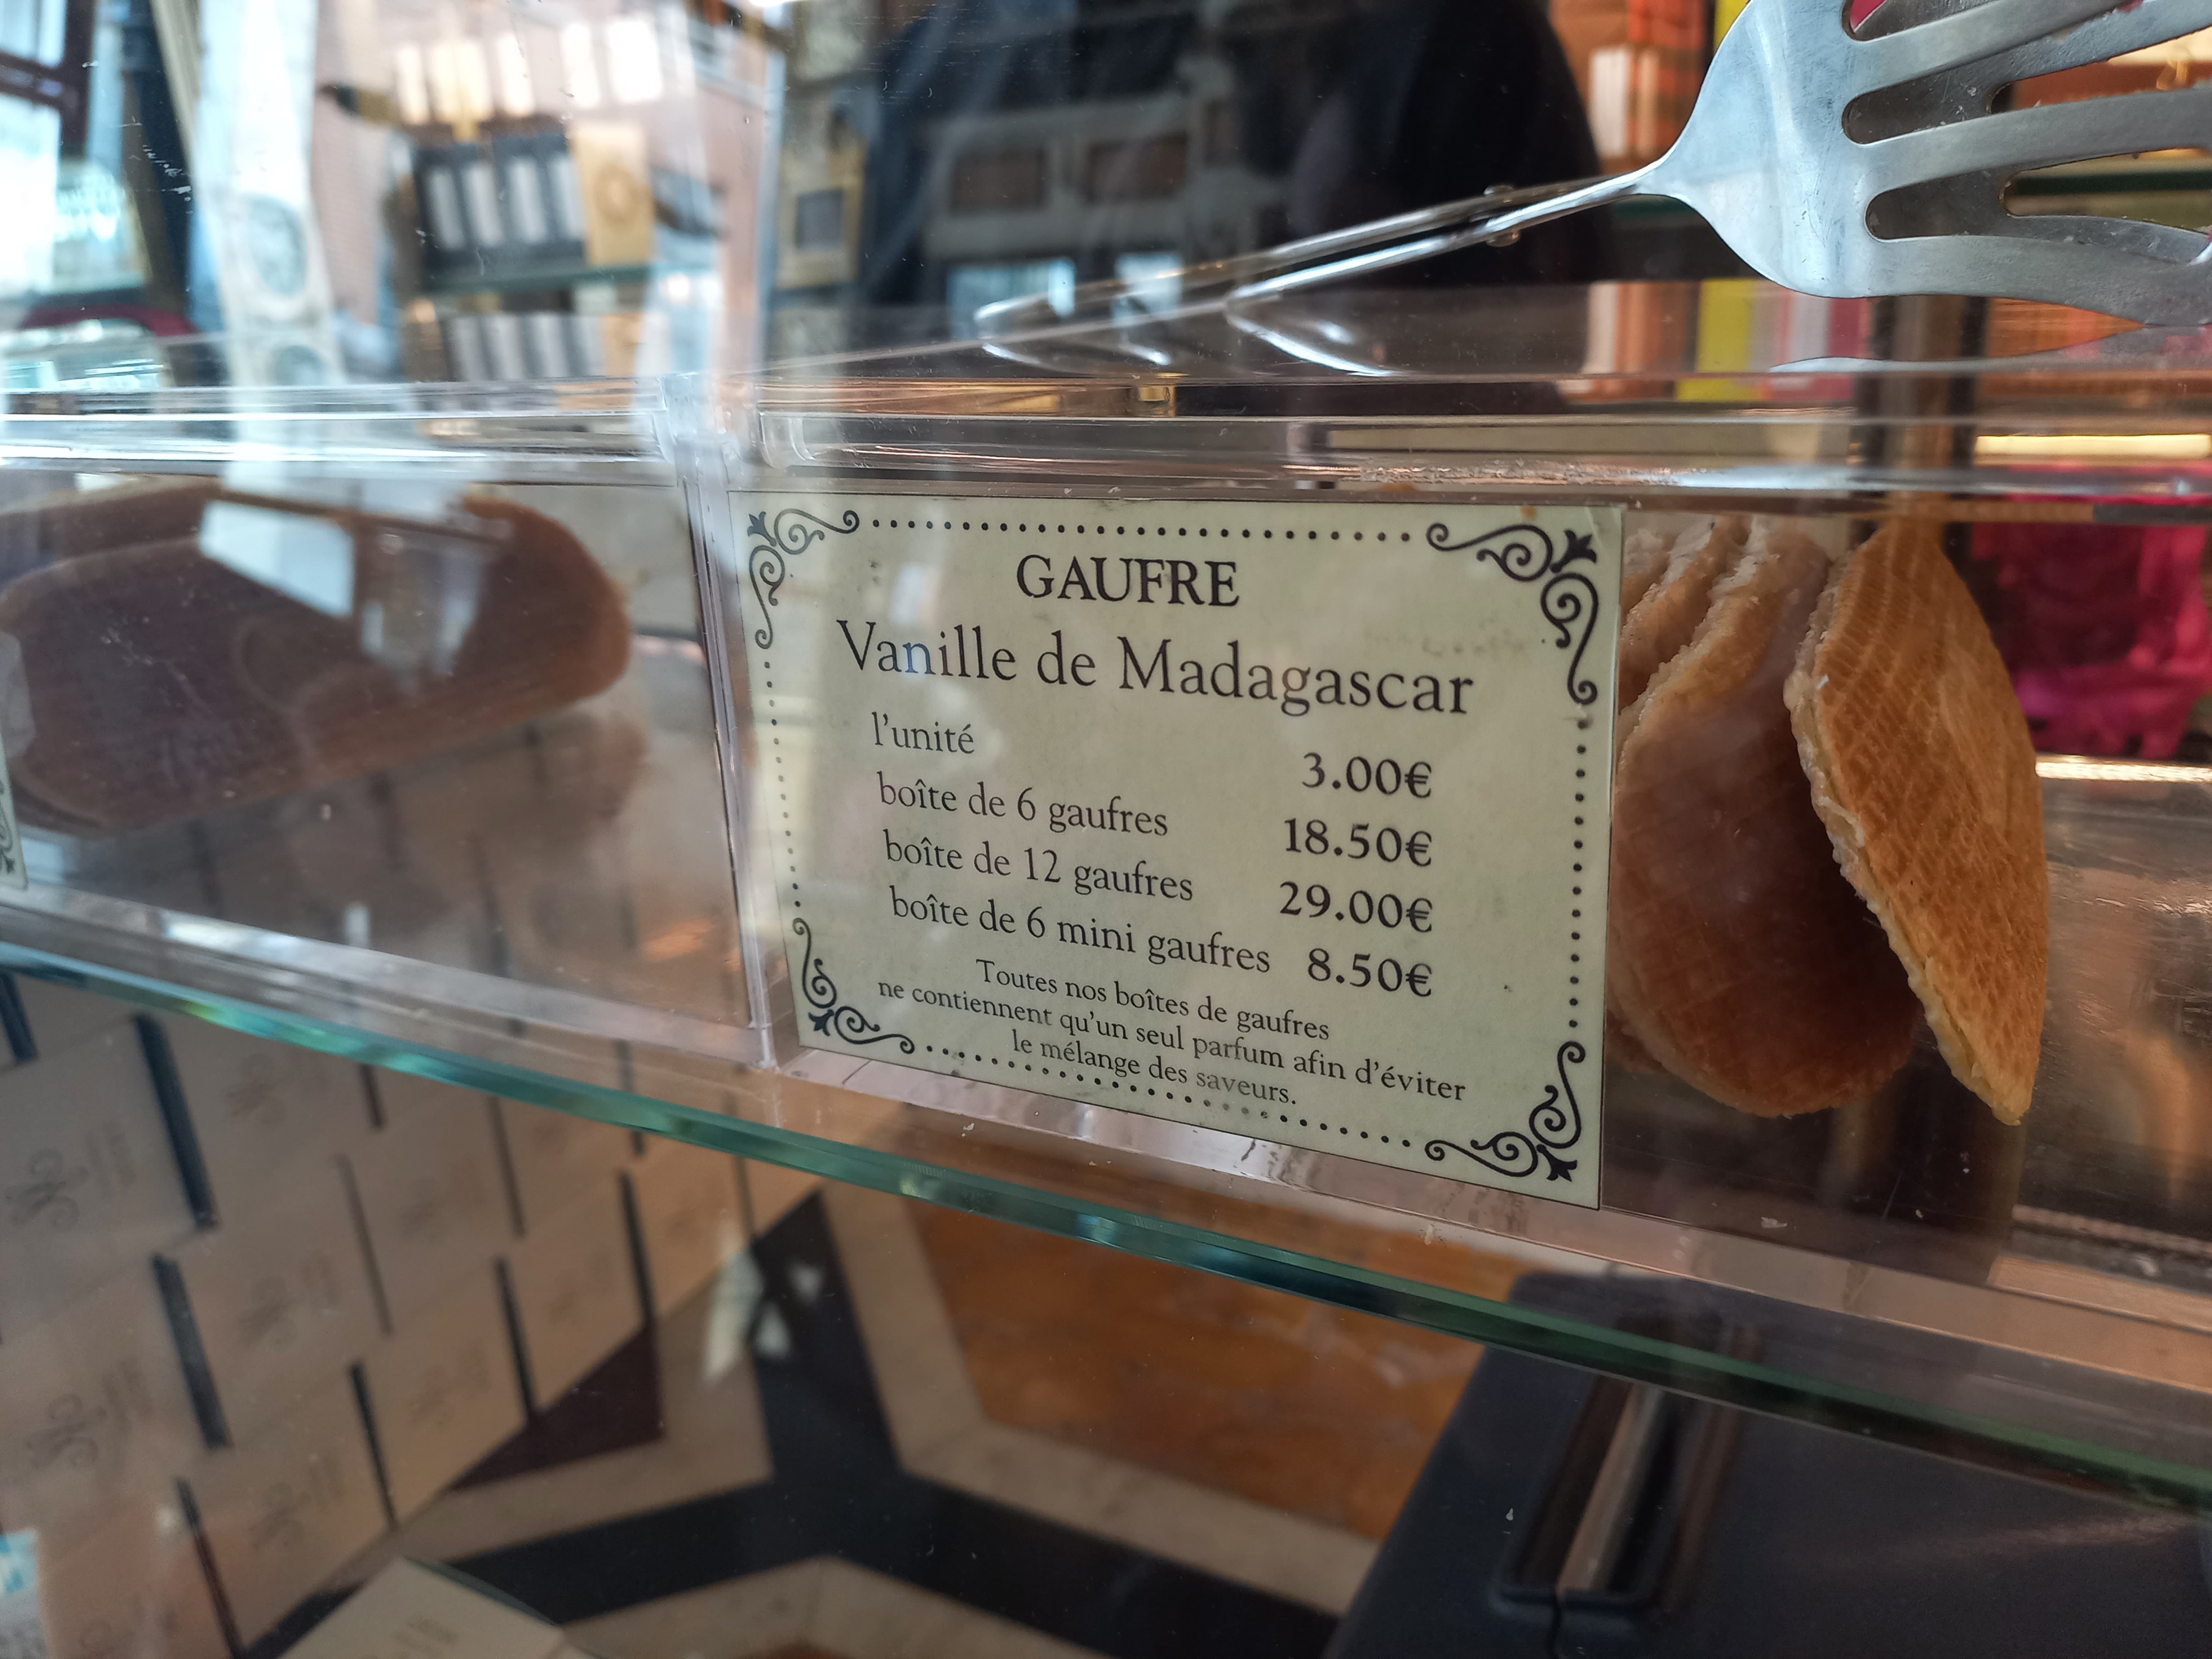 GAUFRE
Vanille de Madagascar
l'unité 3.00€
boîte de 6 gaufres 18.50€
boîte de 12 gaufres 29.00€
boîte de 6 mini gaufres 8.50€
Toutes nos boîtes de gaufres
ne contiennent qu'un seul parfum afin d'éviter
le mélange des saveurs.